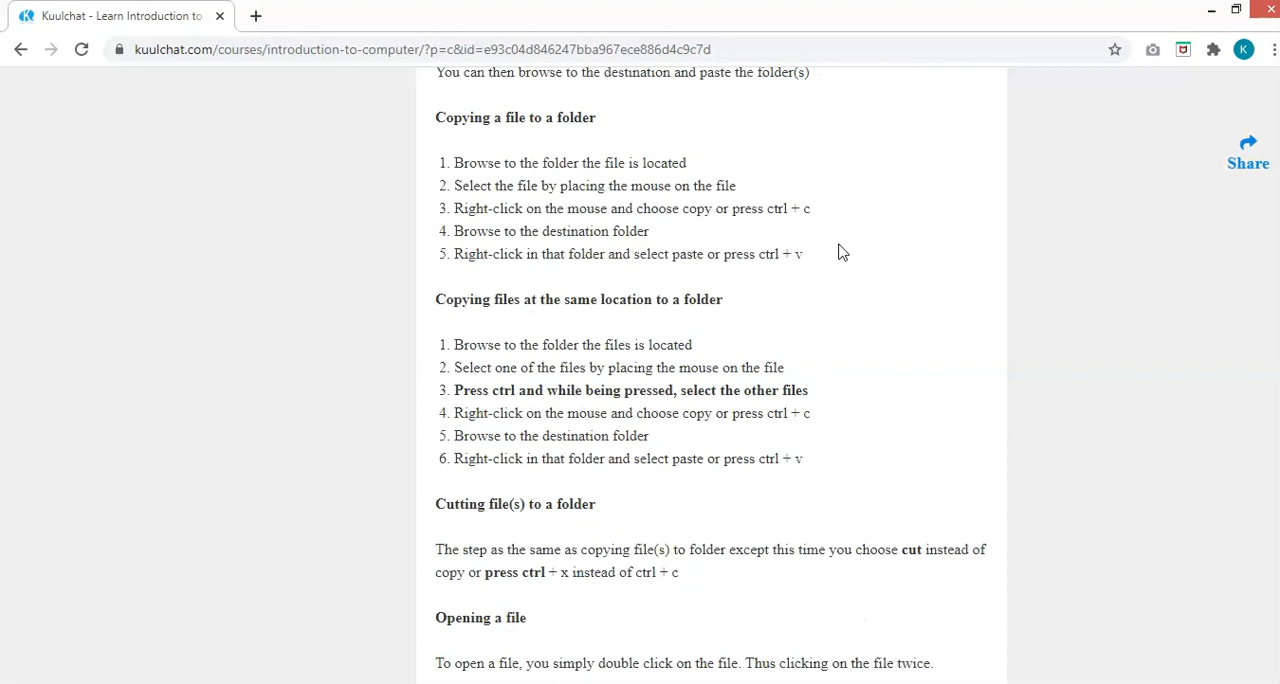 Kuulchat - Learn Introduction to
kuulchat.com/courses/introduction-to-computer/?p=c&id=e93c04d846247bba967ece886d4c9c7d
K
You can then browse to the destination and paste the folder(s)
Copying a file to a folder
1. Browse to the folder the file is located
2. Select the file by placing the mouse on the file
3. Right-click on the mouse and choose copy or press ctrl + c
4. Browse to the destination folder
5. Right-click in that folder and select paste or press ctrl + v
Share
Copying files at the same location to a folder
1. Browse to the folder the files is located
2. Select one of the files by placing the mouse on the file
3. Press ctrl and while being pressed, select the other files
4. Right-click on the mouse and choose copy or press ctrl + c
5. Browse to the destination folder
6. Right-click in that folder and select paste or press ctrl + v
Cutting file(s) to a folder
The step as the same as copying file(s) to folder except this time you choose cut instead of
copy or press ctrl + x instead of ctrl + c
Opening a file
To open a file, you simply double click on the file. Thus clicking on the file twice.